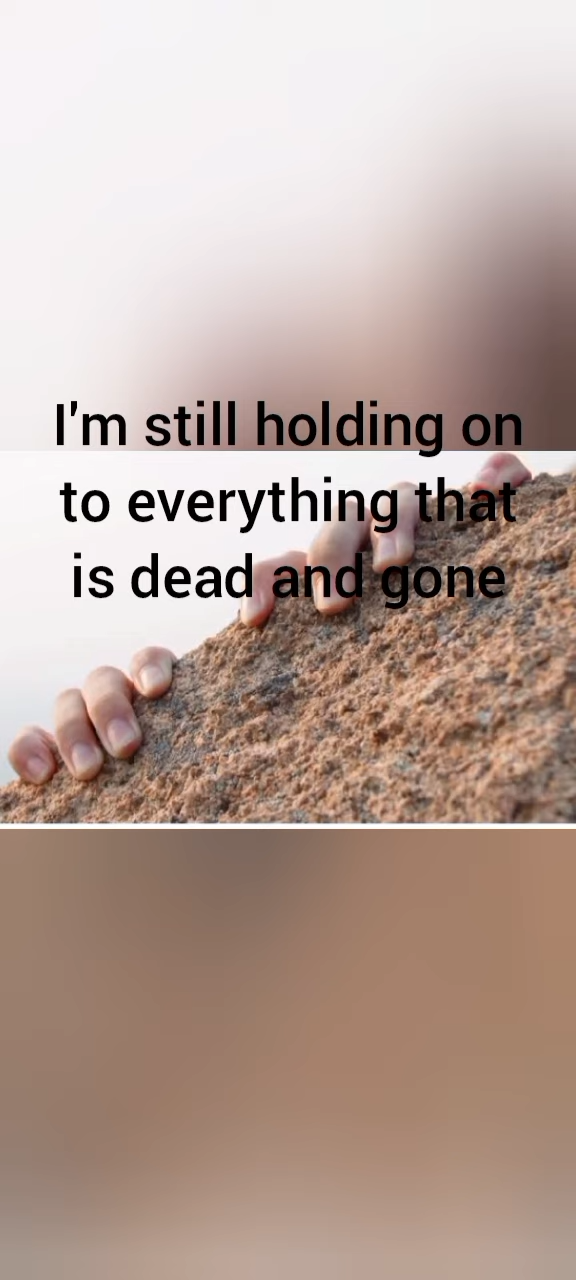 I'm still holding on
to everything that
is dead and gone